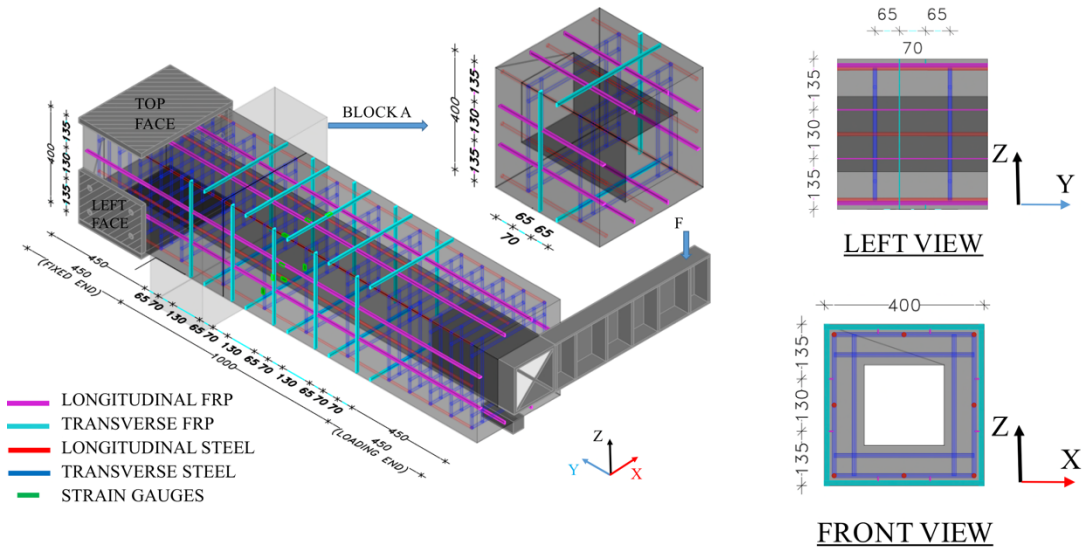 TOP
FACE
LEFT
FACE
400
135
130
135
BLOCK A
400
135
130
135
65 65
70
F
450
450
(FIXED END)
65
70
130
65
70
130
65
70
130
65
70
70
1000
450
450
(LOADING END)
LONGITUDINAL FRP
TRANSVERSE FRP
LONGITUDINAL STEEL
TRANSVERSE STEEL
STRAIN GAUGES
Z
Y
X
65 65
70
135
130
135
Z
Y
LEFT VIEW
400
135
130
135
Z
X
FRONT VIEW